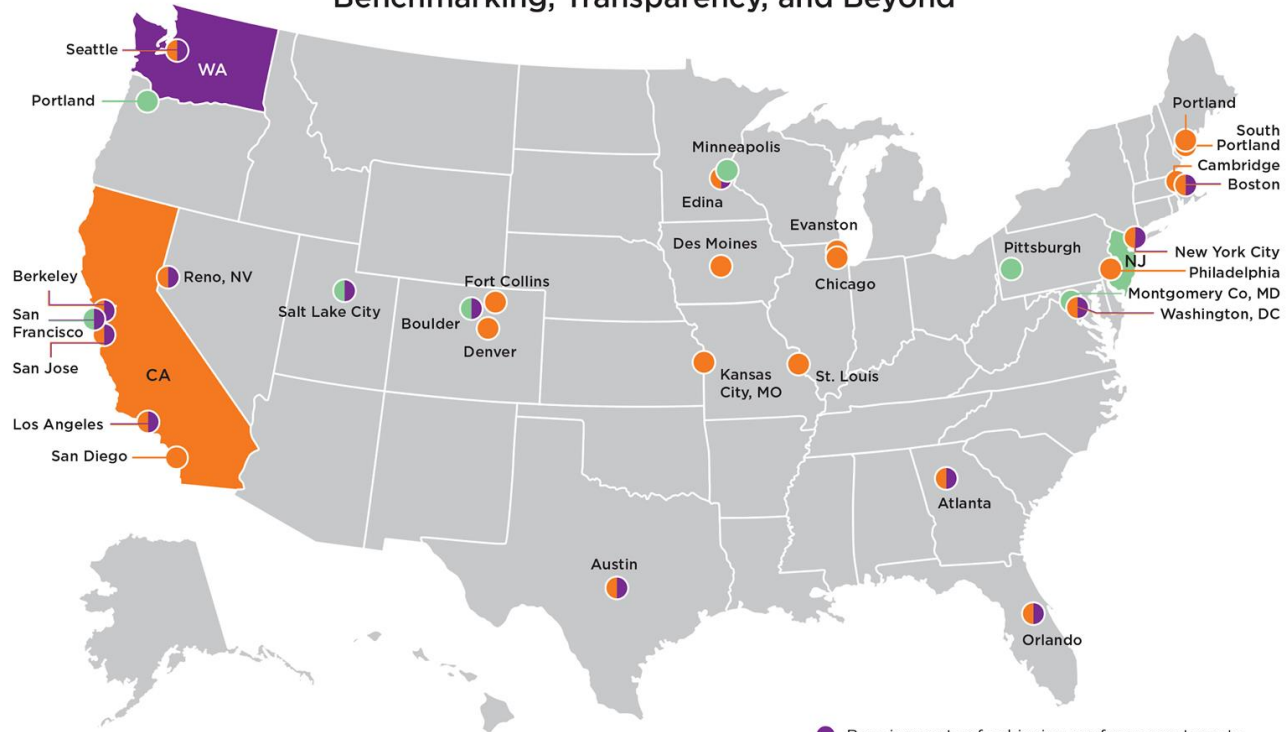 Benchmarking, Transparency, and Beyond
Seattle
WA
Portland
Portland
South
Portland
Cambridge
Boston
Minneapolis
Edina
Evanston
Des Moines
Chicago
Pittsburgh
NJ
New York City
Philadelphia
Montgomery Co, MD
Washington, DC
Berkeley
San
Francisco
San Jose
Reno, NV
Salt Lake City
Fort Collins
Boulder
Denver
CA
Kansas
City, MO
St. Louis
Los Angeles
San Diego
Atlanta
Austin
Orlando